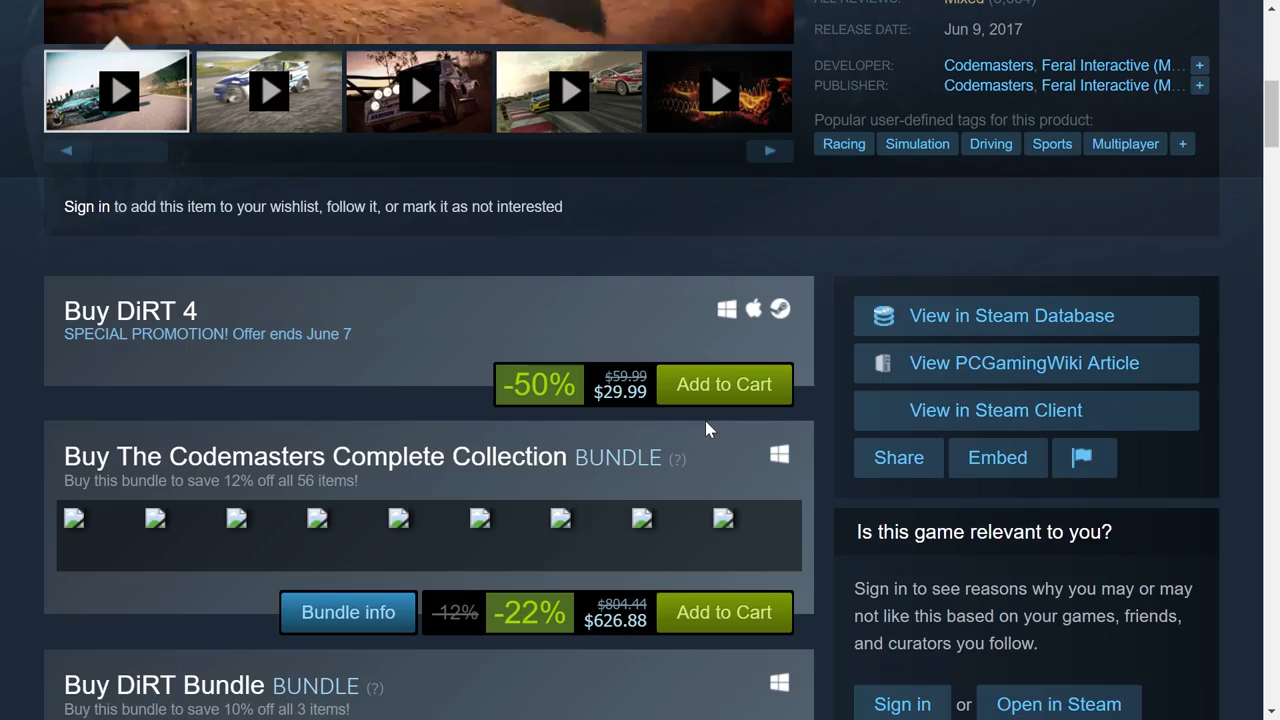 RELEASE DATE: Jun 9, 2017
DEVELOPER: Codemasters, Feral Interactive (M... +
PUBLISHER: Codemasters, Feral Interactive (M... +
Popular user-defined tags for this product:
Racing Simulation Driving Sports Multiplayer +
Sign in to add this item to your wishlist, follow it, or mark it as not interested
Buy DiRT 4
SPECIAL PROMOTION! Offer ends June 7
-50% $59.99 $29.99 Add to Cart
Buy The Codemasters Complete Collection BUNDLE (?)
Buy this bundle to save 12% off all 56 items!
Bundle info -12% -22% $804.44 $626.88 Add to Cart
Buy DiRT Bundle BUNDLE (?)
Buy this bundle to save 10% off all 3 items!
View in Steam Database
View PCGamingWiki Article
View in Steam Client
Share Embed
Is this game relevant to you?
Sign in to see reasons why you may or may
not like this based on your games, friends,
and curators you follow.
Sign in or Open in Steam